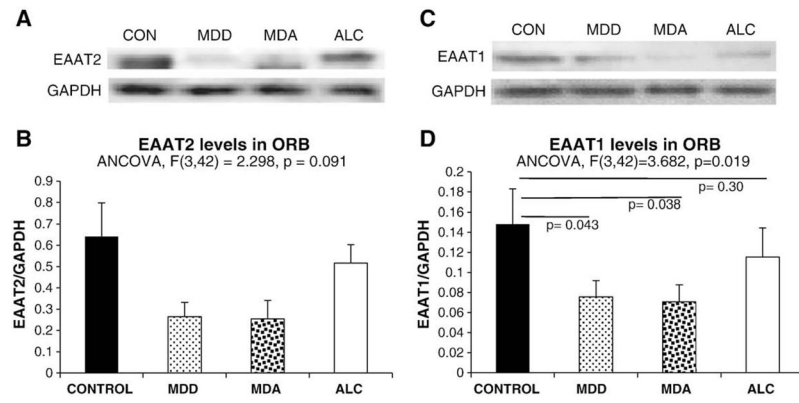 A
CON MDD MDA ALC
EAAT2
GAPDH
B
EAAT2 levels in ORB
ANCOVA, F(3,42) = 2.298, p = 0.091
EAAT2/GAPDH
0.9
0.8
0.7
0.6
0.5
0.4
0.3
0.2
0.1
0
CONTROL MDD MDA ALC
C
CON MDD MDA ALC
EAAT1
GAPDH
D
EAAT1 levels in ORB
ANCOVA, F(3,42)=3.682, p=0.019
EAAT1/GAPDH
0.2
0.18
0.16
0.14
0.12
0.1
0.08
0.06
0.04
0.02
0
p= 0.30
p= 0.038
p= 0.043
CONTROL MDD MDA ALC